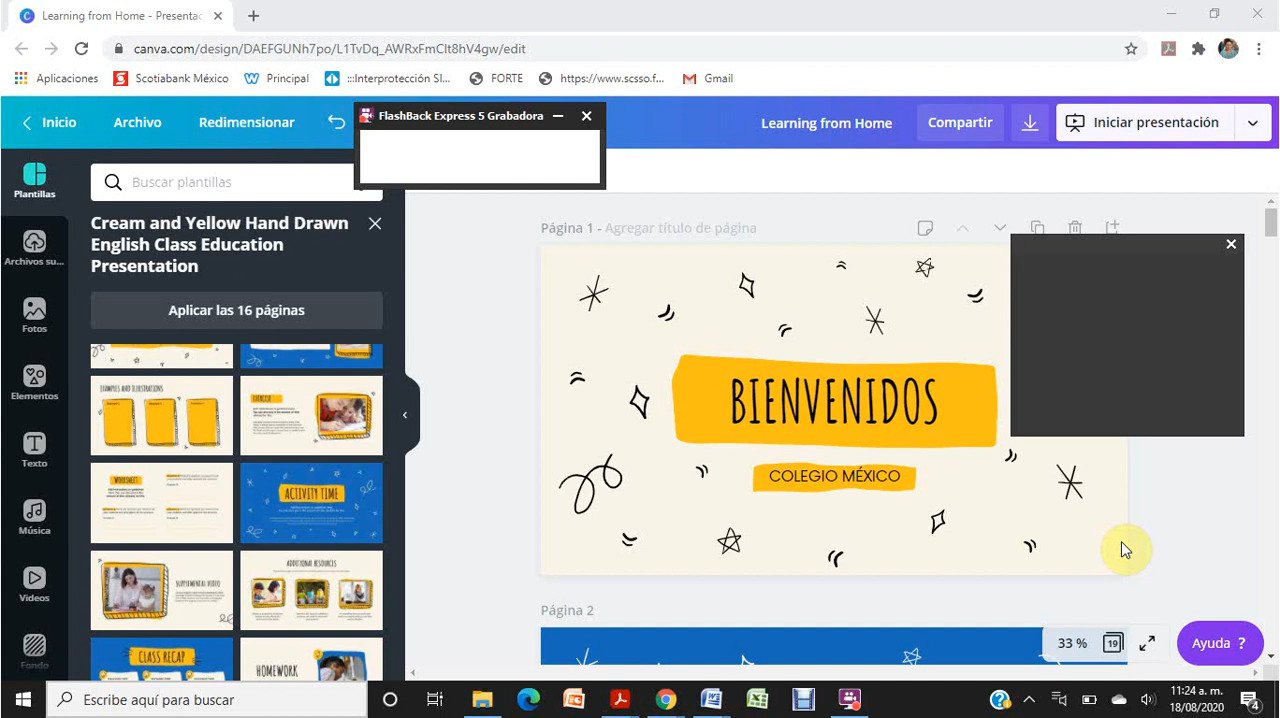 Learning from Home - Presentac
canva.com/design/DAEFGUNh7po/L1TvDq_AWRxFmCIt8hV4gw/edit
Aplicaciones
Scotiabank México
Principal
:::Interprotección SI...
FORTE
https://www.scsso.f...
Gmail
Inicio
Archivo
Redimensionar
FlashBack Express 5 Grabadora
Learning from Home
Compartir
Iniciar presentación
Plantillas
Archivos su...
Fotos
Elementos
Texto
Música
Videos
Fondo
Buscar plantillas
Cream and Yellow Hand Drawn
English Class Education
Presentation
Aplicar las 16 páginas
EXAMPLES AND ILLUSTRATIONS
EXERCISE
WORKSHEET
ACTIVITY TIME
SUPPLEMENTAL VIDEO
ADDITIONAL RESOURCES
CLASS RECAP
HOMEWORK
Página 1 - Agregar título de página
BIENVENIDOS
COLEGIO MÉXICO
Página 2
33 %
19
Ayuda ?
Escribe aquí para buscar
11:24 a. m.
18/08/2020
4